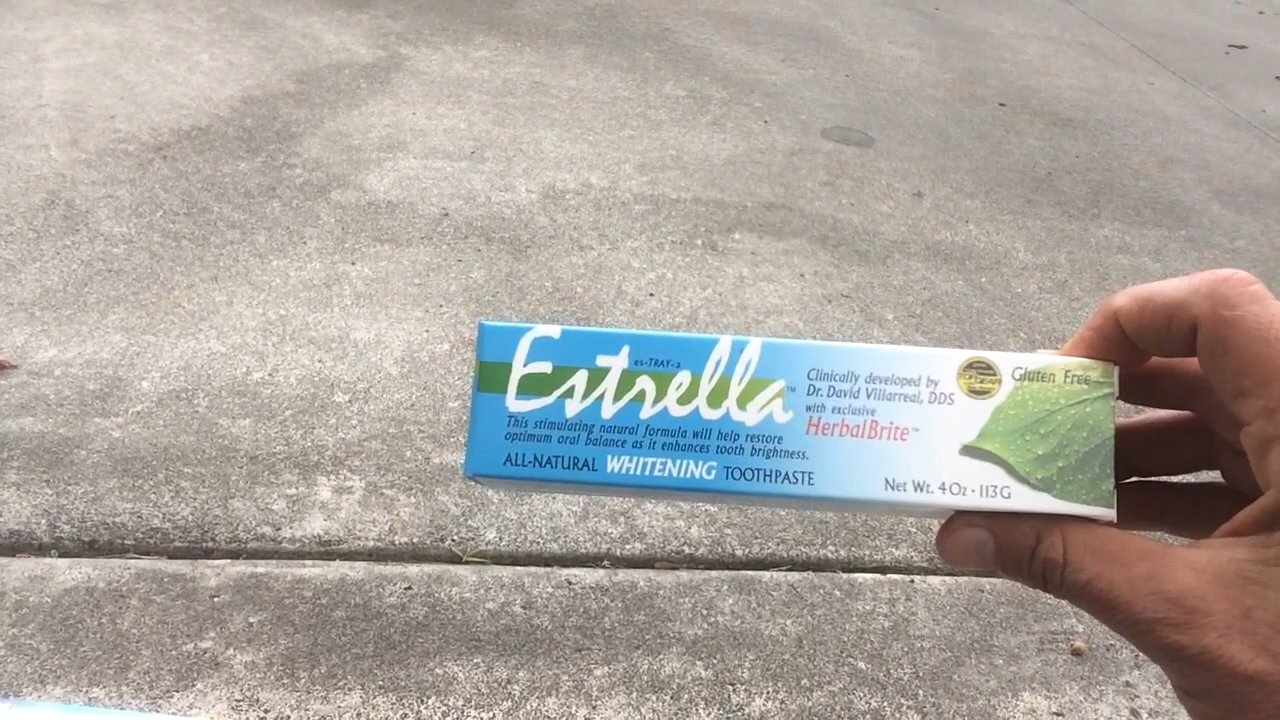 es-TRAY-a
Estrella™
This stimulating natural formula will help restore
optimum oral balance as it enhances tooth brightness.
ALL-NATURAL WHITENING TOOTHPASTE
Clinically developed by
Dr. David Villarreal, DDS
with exclusive
HerbalBrite™
Gluten Free
Net Wt. 4 Oz • 113 G